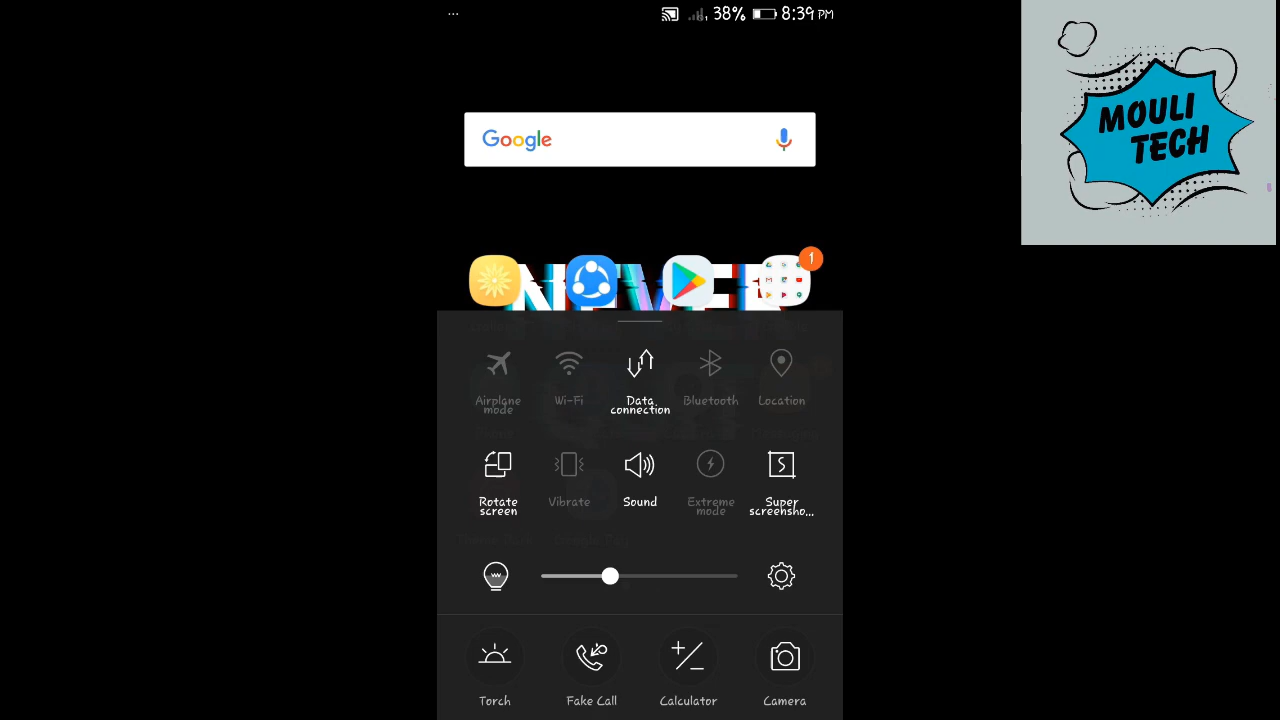 ...
38% 8:39 PM
MOULI
TECH
Google
1
NEVER
Airplane
mode
Wi-Fi
Data
connection
Bluetooth
Location
Rotate
screen
Vibrate
Sound
Extreme
mode
Super
screensho...
Torch
Fake Call
Calculator
Camera